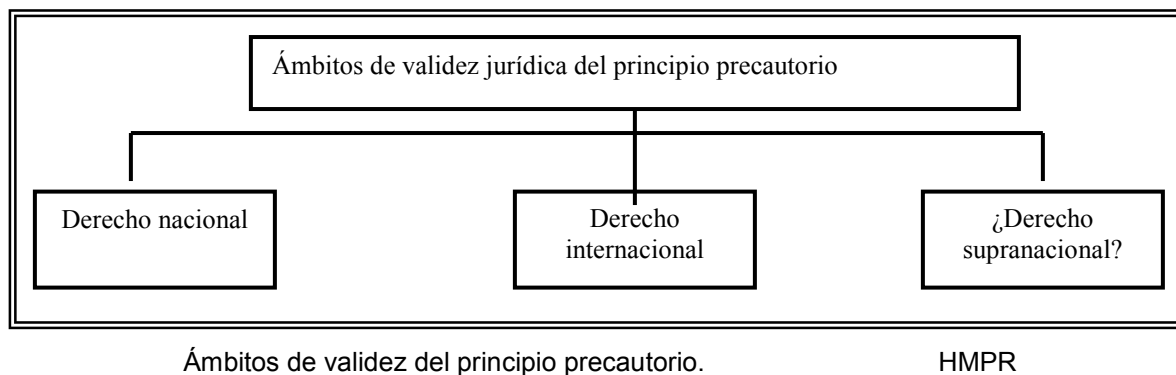 Ámbitos de validez jurídica del principio precautorio
Derecho nacional
Derecho
internacional
¿Derecho
supranacional?
Ámbitos de validez del principio precautorio. HMPR